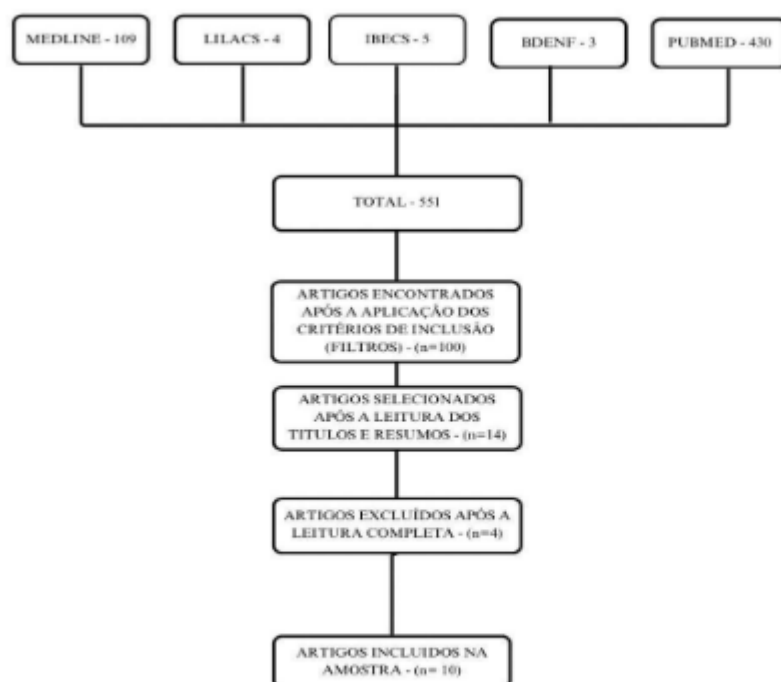 MEDLINE - 109
LILACS - 4
IBECS - 5
BDENF - 3
PUBMED - 430
TOTAL - 551
ARTIGOS ENCONTRADOS
APÓS A APLICAÇÃO DOS
CRITÉRIOS DE INCLUSÃO
(FILTROS) - (n=100)
ARTIGOS SELECIONADOS
APÓS A LEITURA DOS
TITULOS E RESUMOS - (n=14)
ARTIGOS EXCLUÍDOS APÓS A
LEITURA COMPLETA - (n=4)
ARTIGOS INCLUIDOS NA
AMOSTRA - (n= 10)